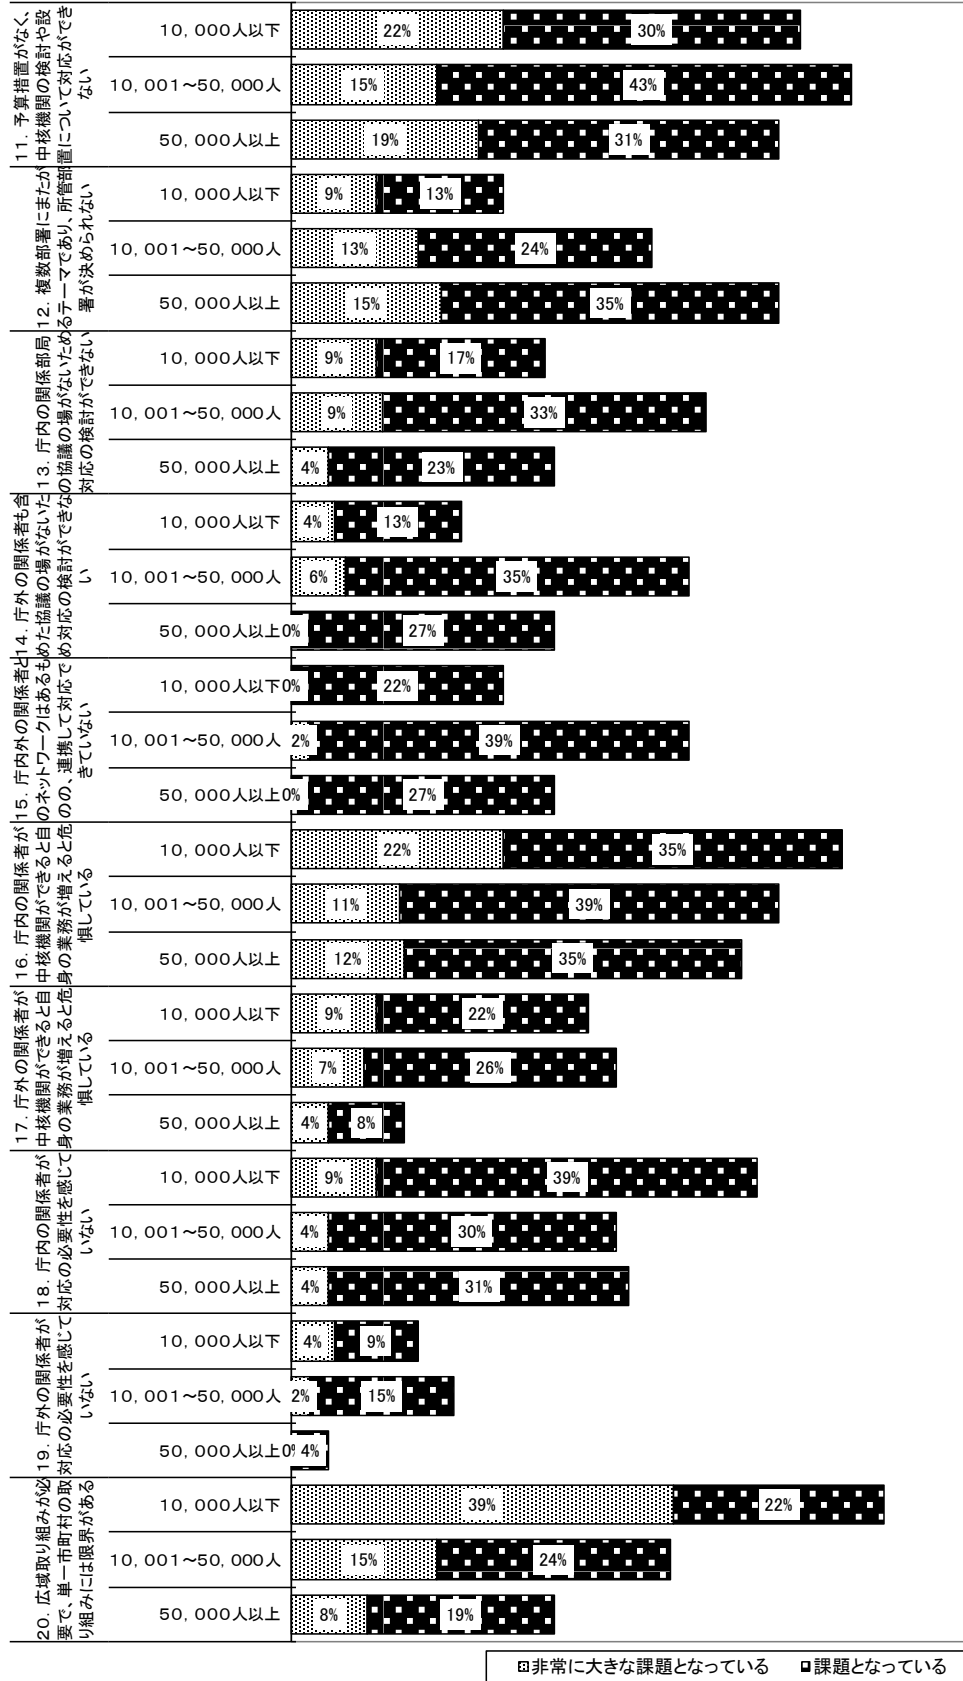 11. 予算措置がなく、
中核機関の検討や設
置について対応ができ
ない
10,000人以下
22%
30%
10,001～50,000人
15%
43%
50,000人以上
19%
31%
12. 複数部署にまたが
るテーマであり、所管部
署が決められない
10,000人以下
9%
13%
10,001～50,000人
13%
24%
50,000人以上
15%
35%
13. 庁内の関係部局
の協議の場がないため
対応の検討ができない
10,000人以下
9%
17%
10,001～50,000人
9%
33%
50,000人以上
4%
23%
14. 庁外の関係者も含
めた協議の場がないた
め対応の検討ができな
い
10,000人以下
4%
13%
10,001～50,000人
6%
35%
50,000人以上
0%
27%
15. 庁内外の関係者と
のネットワークはあるも
のの、連携して対応で
きていない
10,000人以下
0%
22%
10,001～50,000人
2%
39%
50,000人以上
0%
27%
16. 庁内の関係者が
中核機関ができると自
身の業務が増えると危
惧している
10,000人以下
22%
35%
10,001～50,000人
11%
39%
50,000人以上
12%
35%
17. 庁外の関係者が
中核機関ができると自
身の業務が増えると危
惧している
10,000人以下
9%
22%
10,001～50,000人
7%
26%
50,000人以上
4%
8%
18. 庁内の関係者が
対応の必要性を感じて
いない
10,000人以下
9%
39%
10,001～50,000人
4%
30%
50,000人以上
4%
31%
19. 庁外の関係者が
対応の必要性を感じて
いない
10,000人以下
4%
9%
10,001～50,000人
2%
15%
50,000人以上
0%
4%
20. 広域取り組みが必
要で、単一市町村の取
り組みには限界がある
10,000人以下
39%
22%
10,001～50,000人
15%
24%
50,000人以上
8%
19%
非常に大きな課題となっている
課題となっている